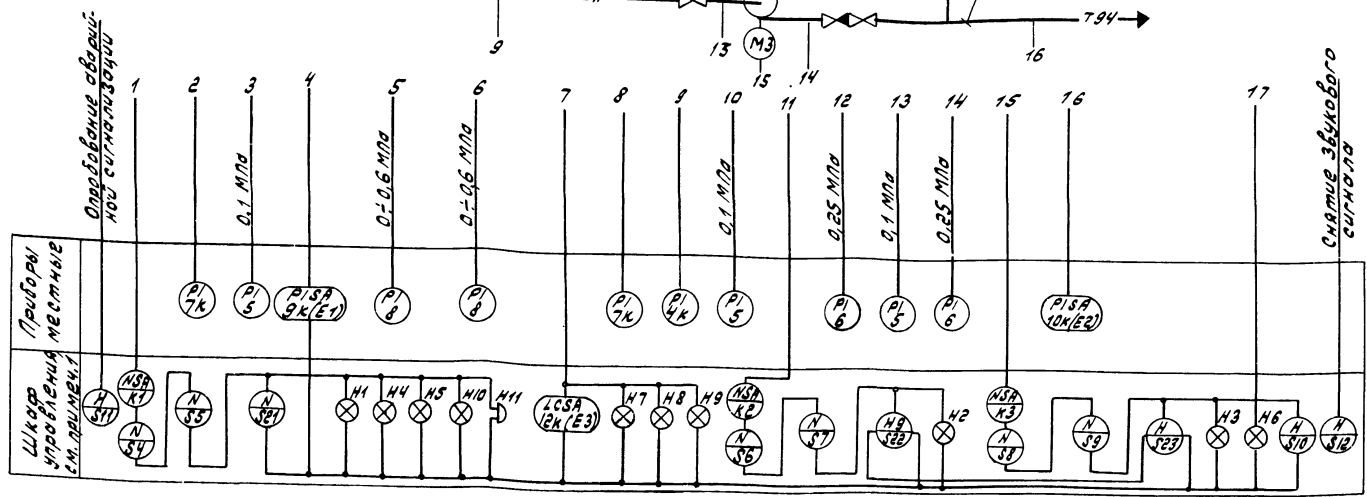 9
13
М3
15
14
16
Т94
Опробование аварий-
ной сигнализации
1
2
3
4
5
6
7
8
9
10
11
12
13
14
15
16
17
Снятие звукового
сигнала
0,1 МПа
0÷0,6 МПа
0÷0,6 МПа
0,1 МПа
0,25 МПа
0,1 МПа
0,25 МПа
Приборы
местные
PI
7к
PI
5
PISA
9к(Е1)
PI
8
PI
8
PI
7к
PI
4к
PI
5
PI
6
PI
5
PI
6
PISA
10к(Е2)
Шкаф
управления
см. примеч.1
H
S11
NSA
K1
N
S4
N
S5
N
S21
H1
H4
H5
H10
H11
LCSA
12к(Е3)
H7
H8
H9
NSA
K2
N
S6
N
S7
H9
S22
H2
NSA
K3
N
S8
N
S9
H
S23
H3
H6
H
S10
H
S12